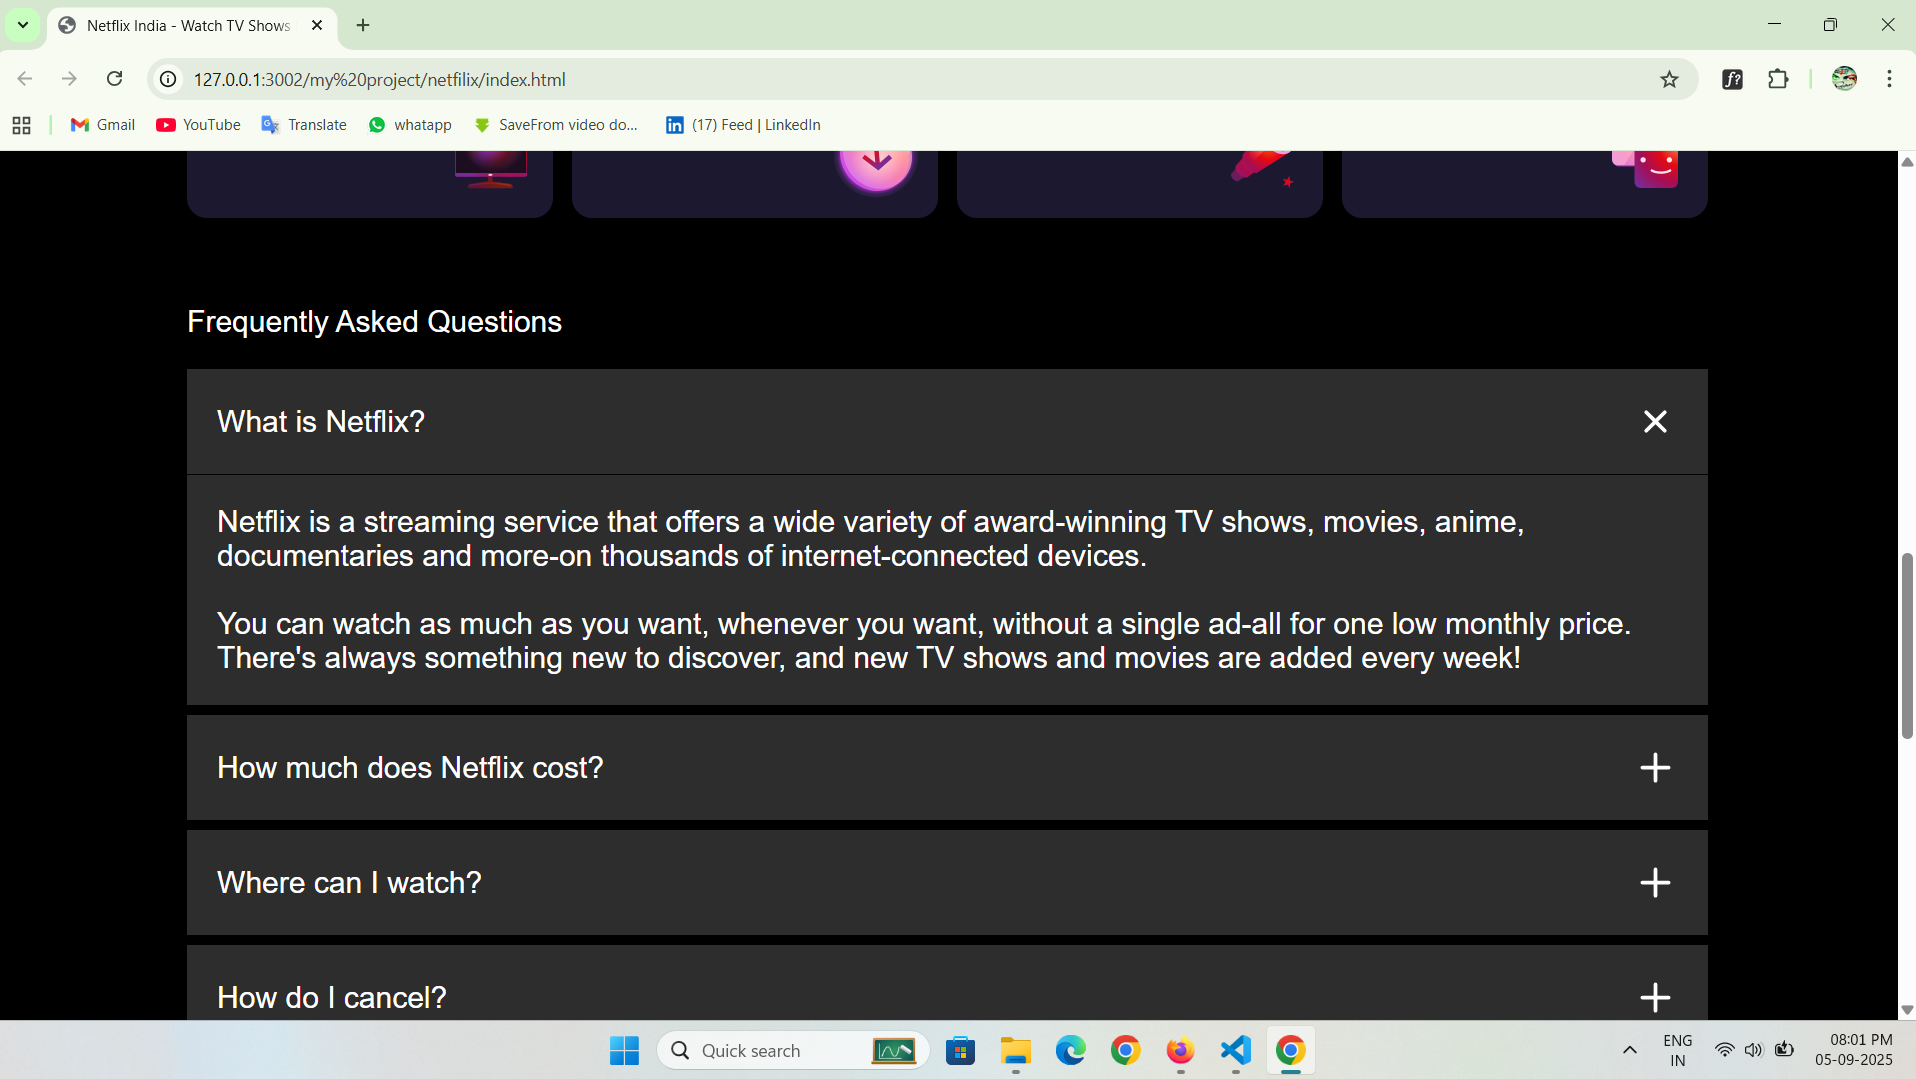 Netflix India - Watch TV Shows
127.0.0.1:3002/my%20project/netfilix/index.html
f?
Gmail
YouTube
Translate
whatapp
SaveFrom video do...
in (17) Feed | LinkedIn
Frequently Asked Questions
What is Netflix?
Netflix is a streaming service that offers a wide variety of award-winning TV shows, movies, anime,
documentaries and more-on thousands of internet-connected devices.
You can watch as much as you want, whenever you want, without a single ad-all for one low monthly price.
There's always something new to discover, and new TV shows and movies are added every week!
How much does Netflix cost?
Where can I watch?
How do I cancel?
Quick search
ENG
IN
08:01 PM
05-09-2025